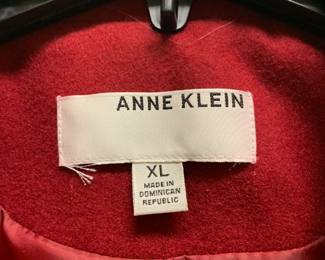 ANNE KLEIN
XL
MADE IN
DOMINICAN
REPUBLIC